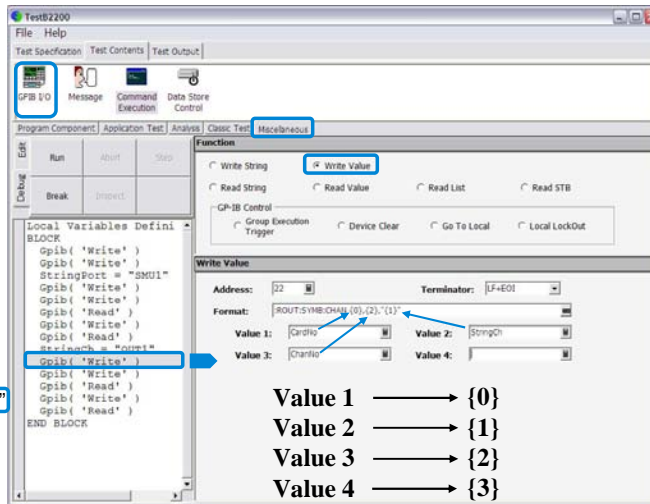 TestB2200
File Help
Test Specification Test Contents Test Output
GPIB I/O Message Command Execution Data Store Control
Program Component Application Test Analysis Classic Test Miscellaneous
Edit
Debug
Run Abort Step
Break Inspect
Function
Write String Write Value
Read String Read Value Read List Read STB
GP-IB Control
Group Execution Trigger Device Clear Go To Local Local LockOut
Local Variables Defini
BLOCK
Gpib( 'Write' )
Gpib( 'Write' )
StringPort = "SMU1"
Gpib( 'Write' )
Gpib( 'Write' )
Gpib( 'Read' )
Gpib( 'Write' )
Gpib( 'Read' )
StringCh = "OUT1"
Gpib( 'Write' )
Gpib( 'Write' )
Gpib( 'Read' )
Gpib( 'Write' )
Gpib( 'Read' )
END BLOCK
”
Write Value
Address: 22 Terminator: LF+EOI
Format: :ROUT:SYMB:CHAN {0},{2},"{1}"
Value 1: CardNo Value 2: StringCh
Value 3: ChanNo Value 4:
Value 1 → {0}
Value 2 → {1}
Value 3 → {2}
Value 4 → {3}